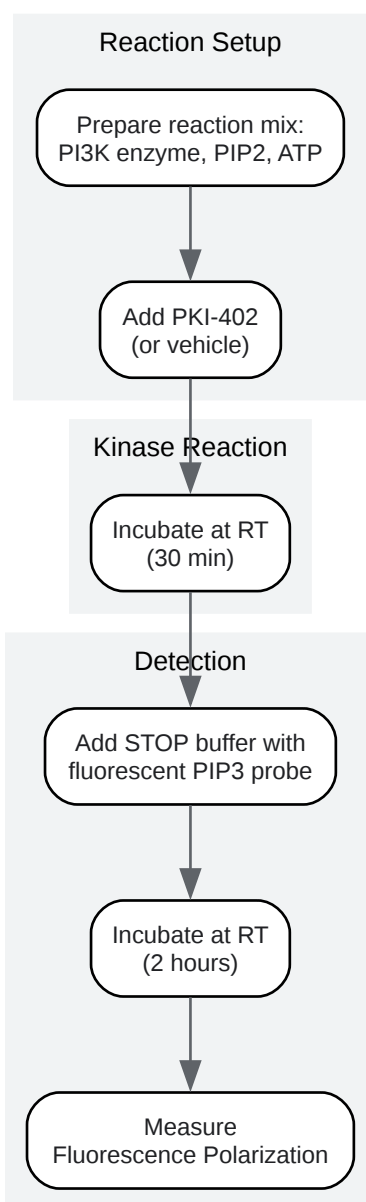 Reaction Setup
Prepare reaction mix:
PI3K enzyme, PIP2, ATP
Add PKI-402
(or vehicle)
Kinase Reaction
Incubate at RT
(30 min)
Detection
Add STOP buffer with
fluorescent PIP3 probe
Incubate at RT
(2 hours)
Measure
Fluorescence Polarization